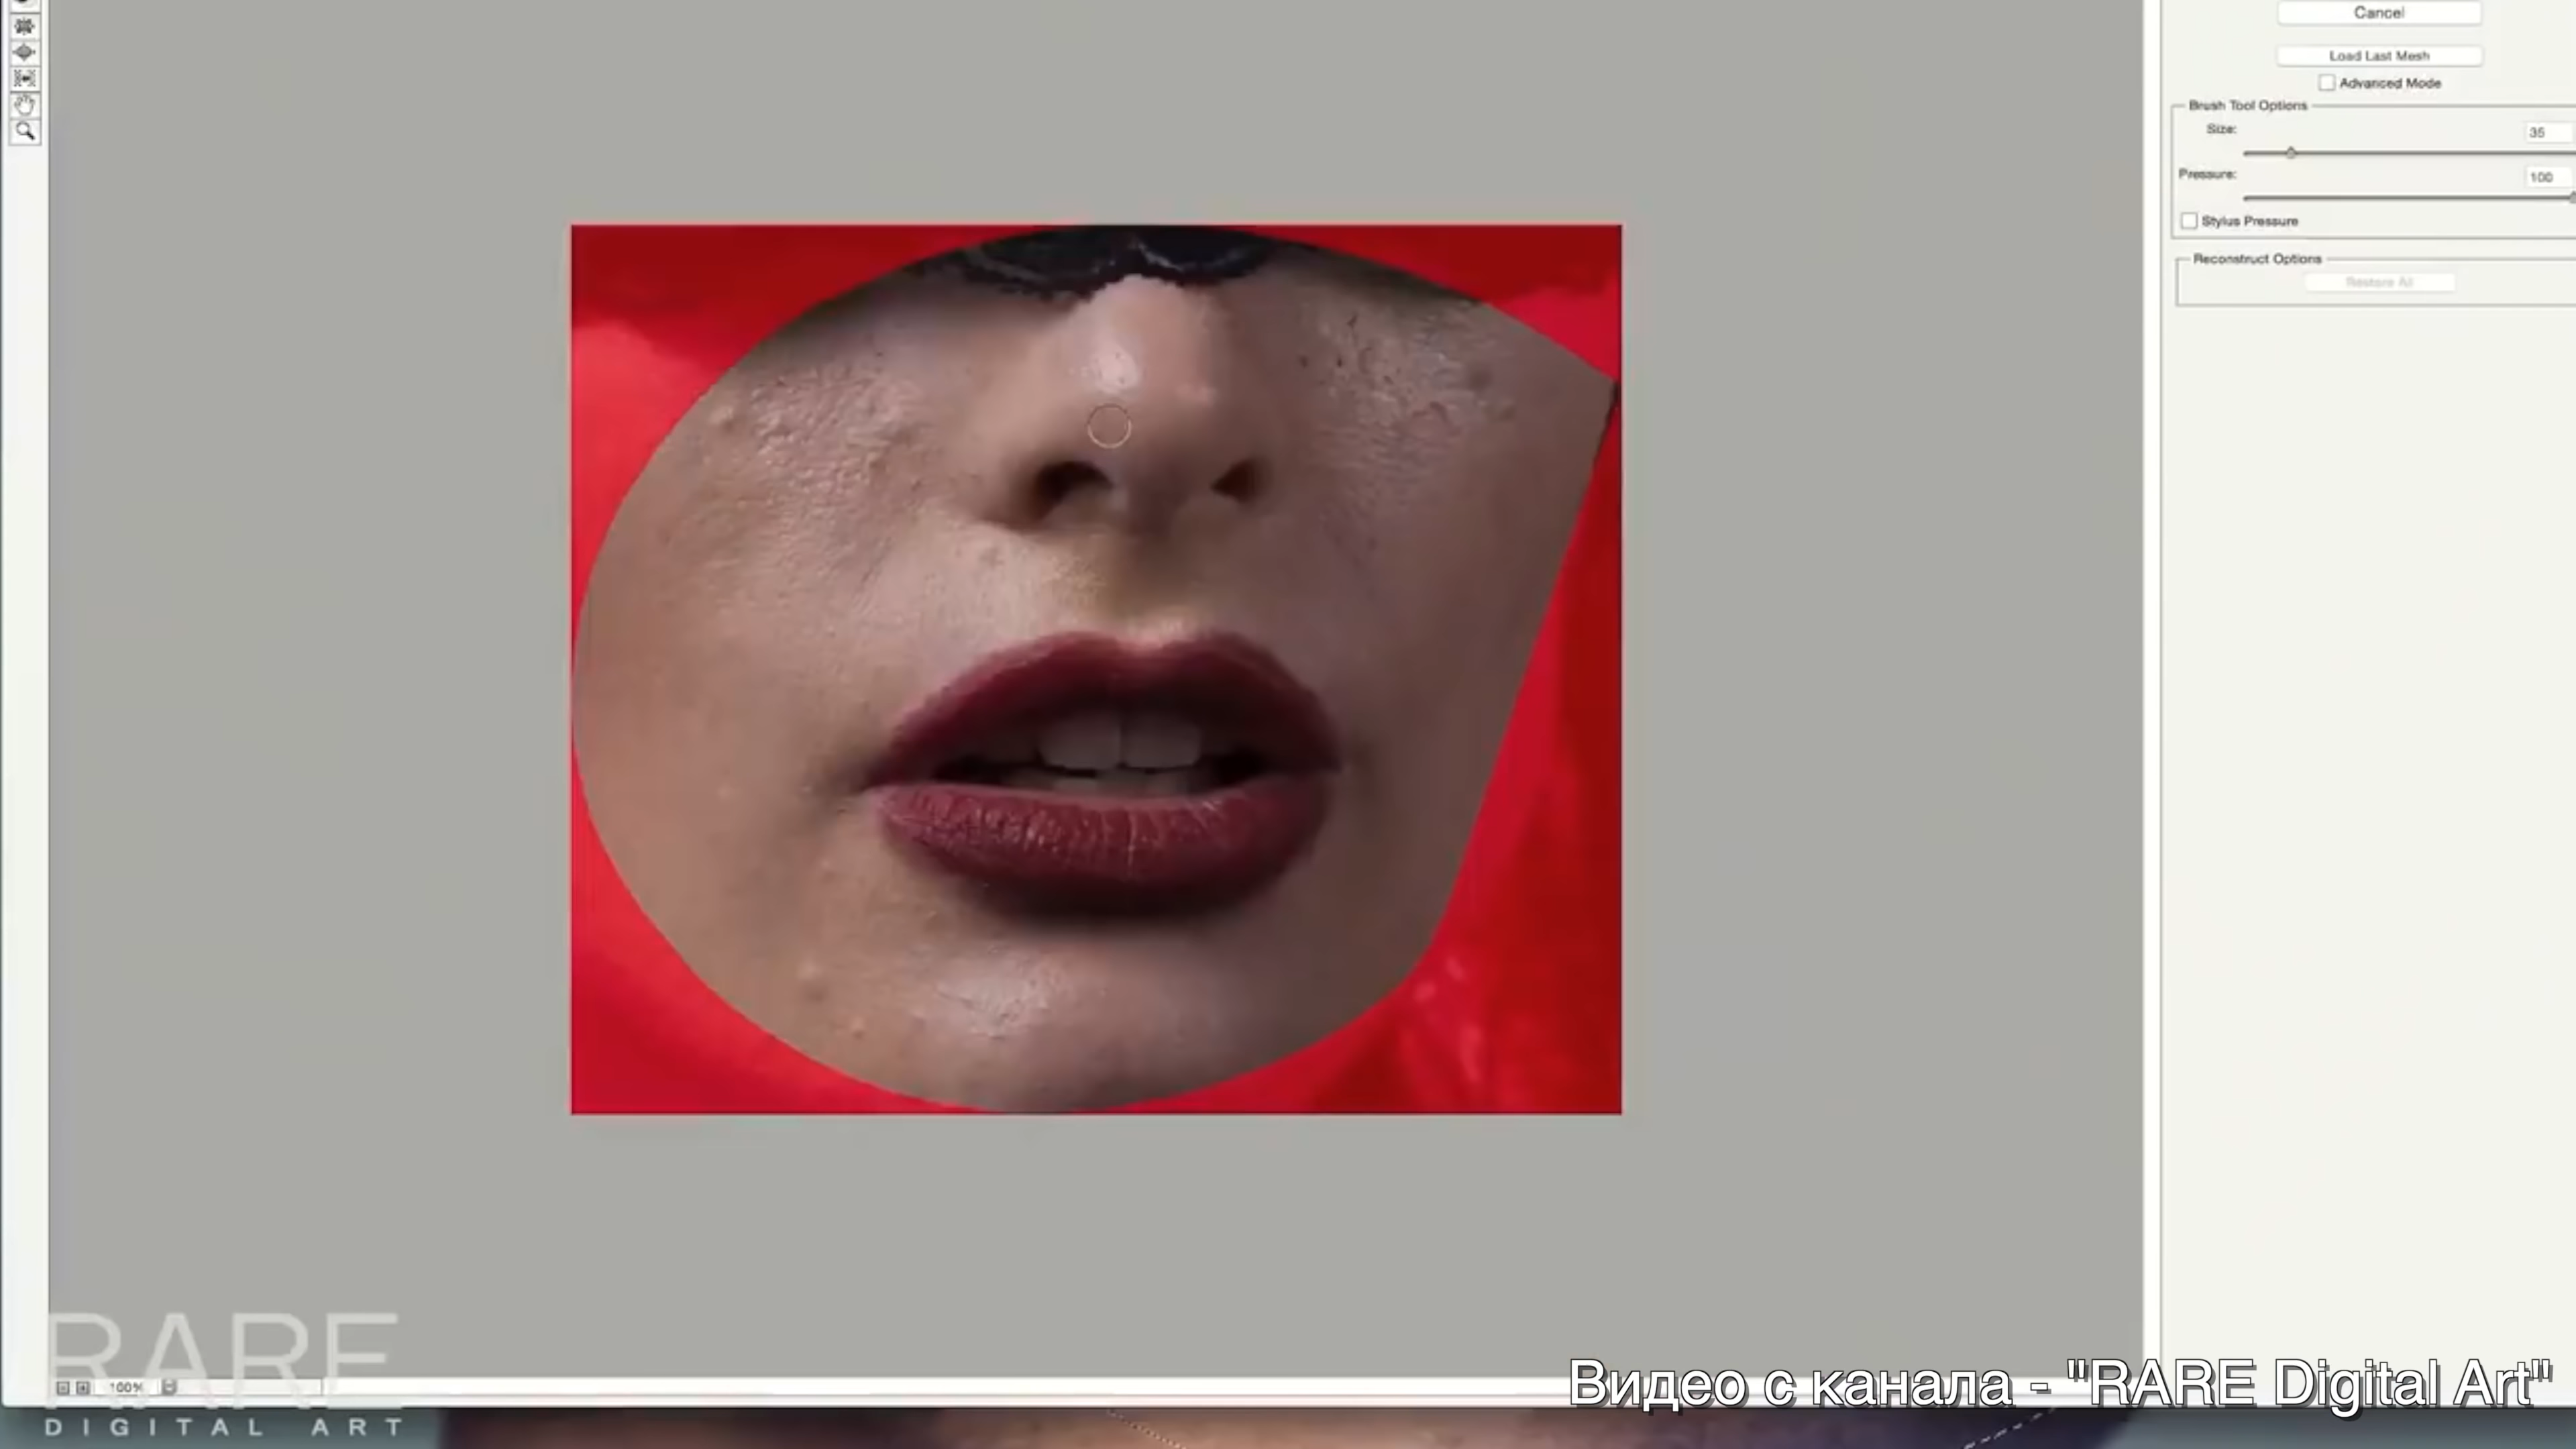 Cancel
Load Last Mesh
Advanced Mode
Brush Tool Options
Size:
35
Pressure:
100
Stylus Pressure
Reconstruct Options
Restore All
RARE
DIGITAL ART
100%
Видео с канала - "RARE Digital Art"